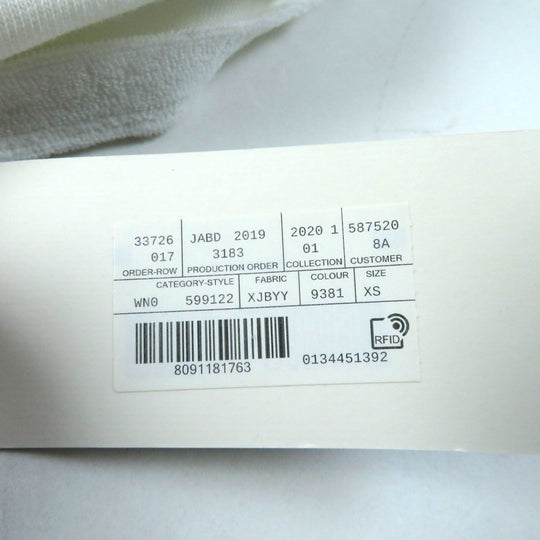 33726 JABD 2019 2020 1 587520
017 3183 01 8A
ORDER-ROW PRODUCTION ORDER COLLECTION CUSTOMER
CATEGORY-STYLE FABRIC COLOUR SIZE
WN0 599122 XJBYY 9381 XS
RFID
8091181763 0134451392